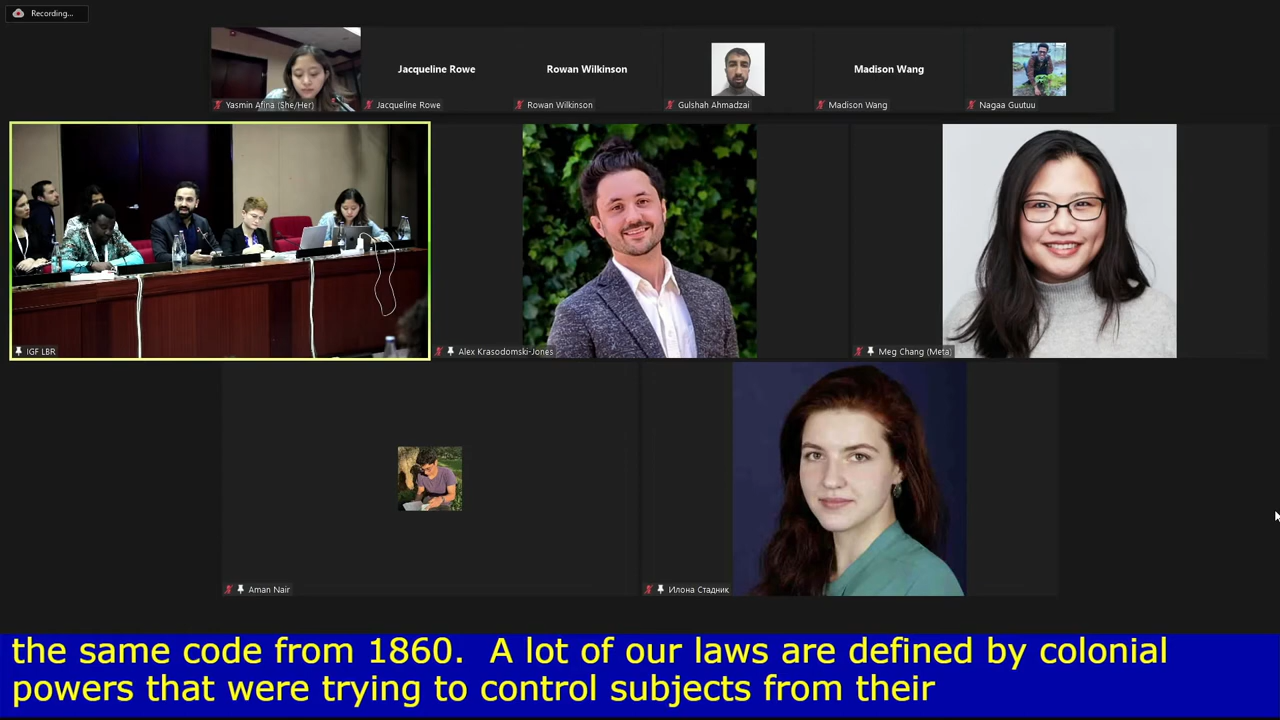 Recording...
Jacqueline Rowe
Rowan Wilkinson
Madison Wang
Yasmin Afina (She/Her)
Jacqueline Rowe
Rowan Wilkinson
Gulshah Ahmadzai
Madison Wang
Nagaa Guutuu
IGF LBR
Alex Krasodomski-Jones
Meg Chang (Meta)
Aman Nair
Илона Стадник
the same code from 1860. A lot of our laws are defined by colonial
powers that were trying to control subjects from their